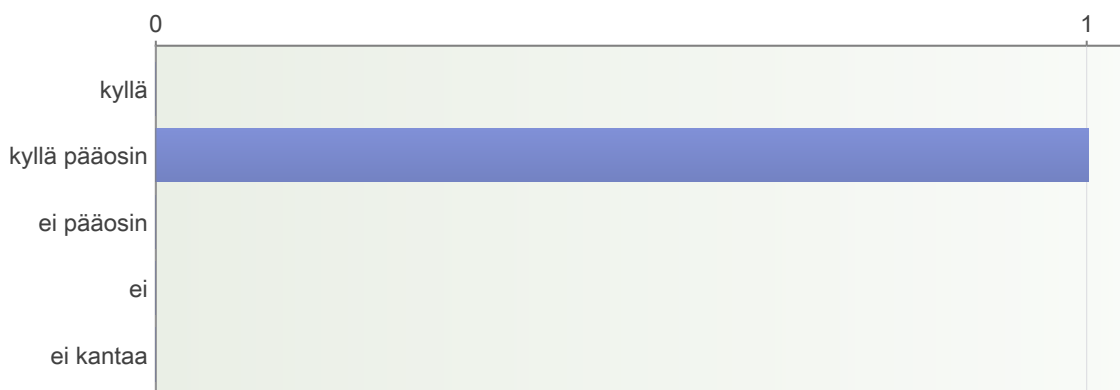 0 1
kyllä
kyllä pääosin
ei pääosin
ei
ei kantaa